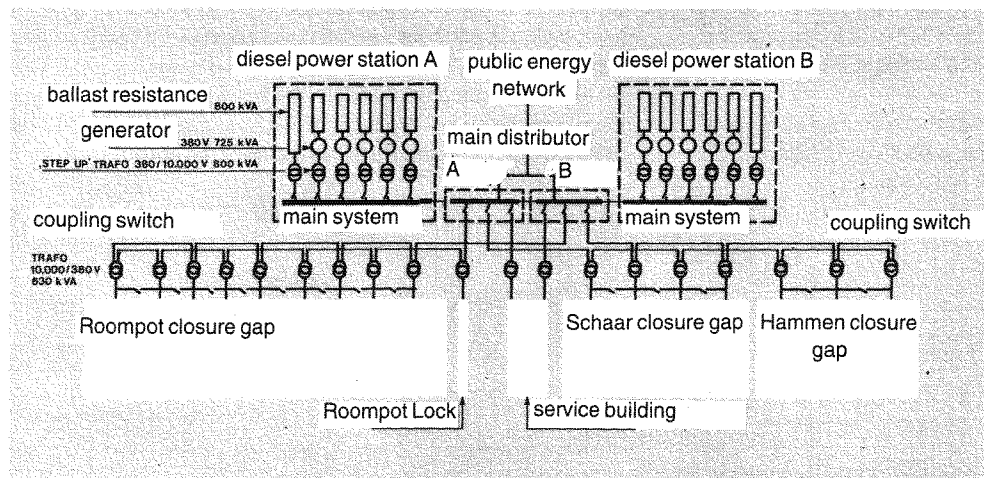 diesel power station A
public energy
network
diesel power station B
ballast resistance
800 kVA
generator
380V 725 kVA
main distributor
'STEP UP' TRAFO 380/10.000 V 800 kVA
A
B
main system
main system
coupling switch
coupling switch
TRAFO
10,000/380V
630 kVA
Roompot closure gap
Schaar closure gap
Hammen closure
gap
Roompot Lock
service building